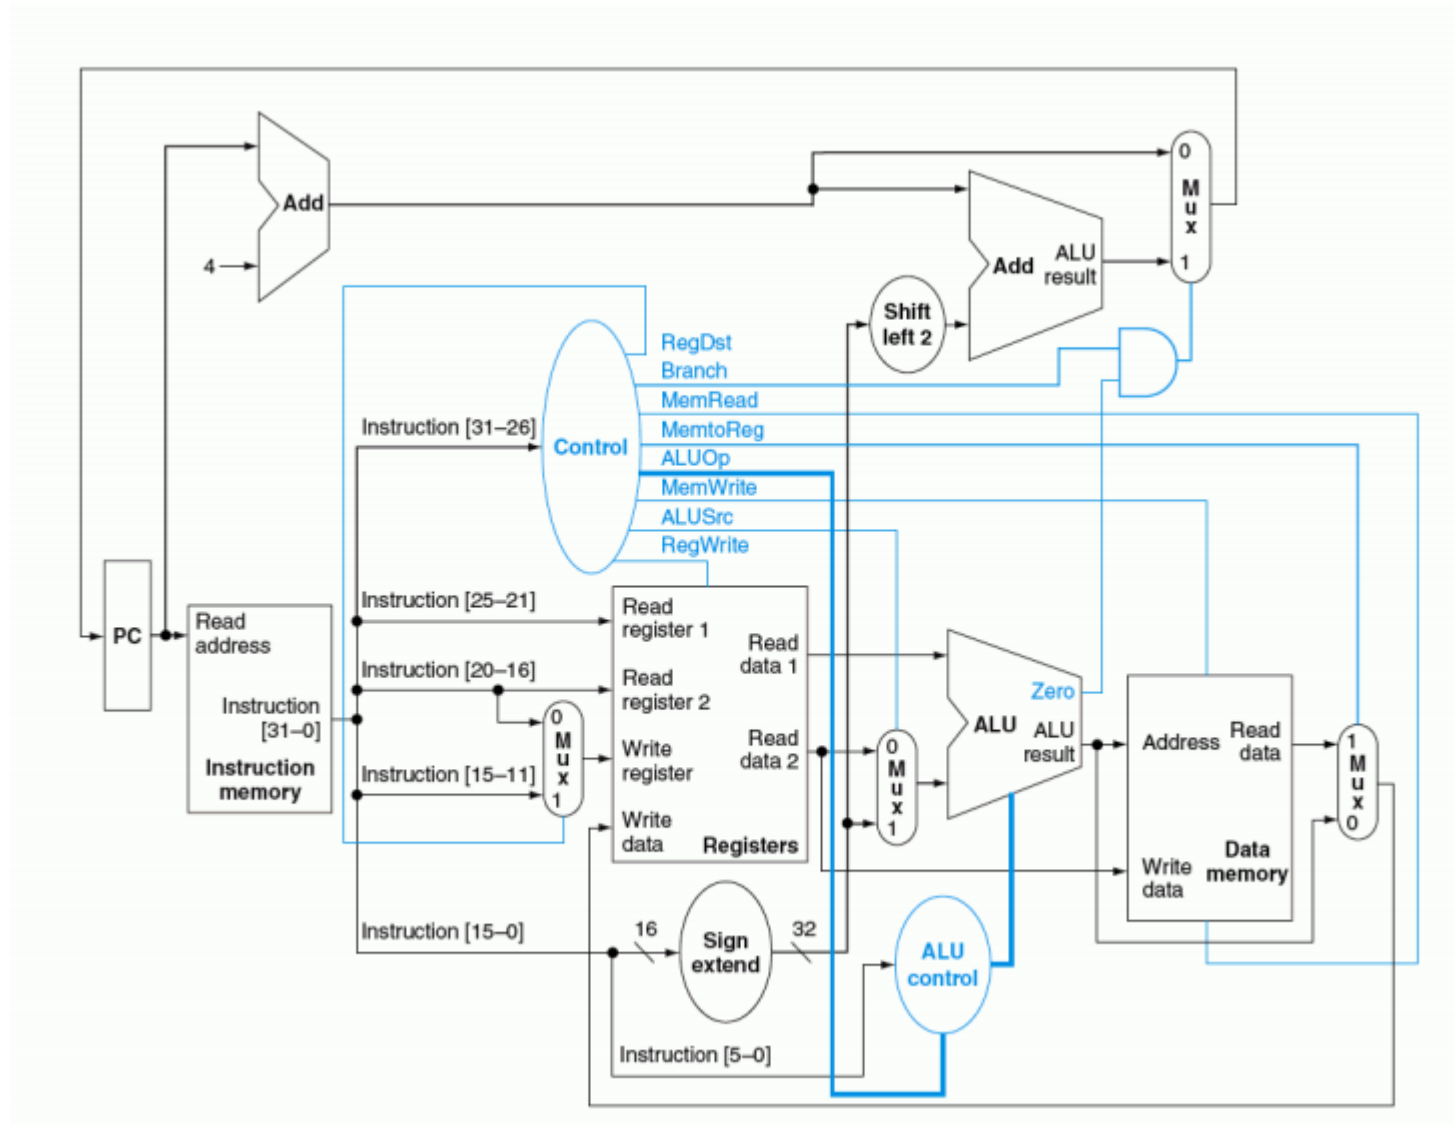 0
M
u
x
1
Add
4
Add
ALU
result
Shift
left 2
RegDst
Branch
MemRead
MemtoReg
ALUOp
MemWrite
ALUSrc
RegWrite
Control
Instruction [31–26]
Instruction [25–21]
Instruction [20–16]
Instruction [15–11]
Instruction [15–0]
Instruction [5–0]
PC
Read
address
Instruction
[31–0]
Instruction
memory
0
M
u
x
1
Read
register 1
Read
register 2
Write
register
Write
data
Read
data 1
Read
data 2
Registers
16
Sign
extend
32
0
M
u
x
1
Zero
ALU
ALU
result
ALU
control
Address
Read
data
Write
data
Data
memory
1
M
u
x
0